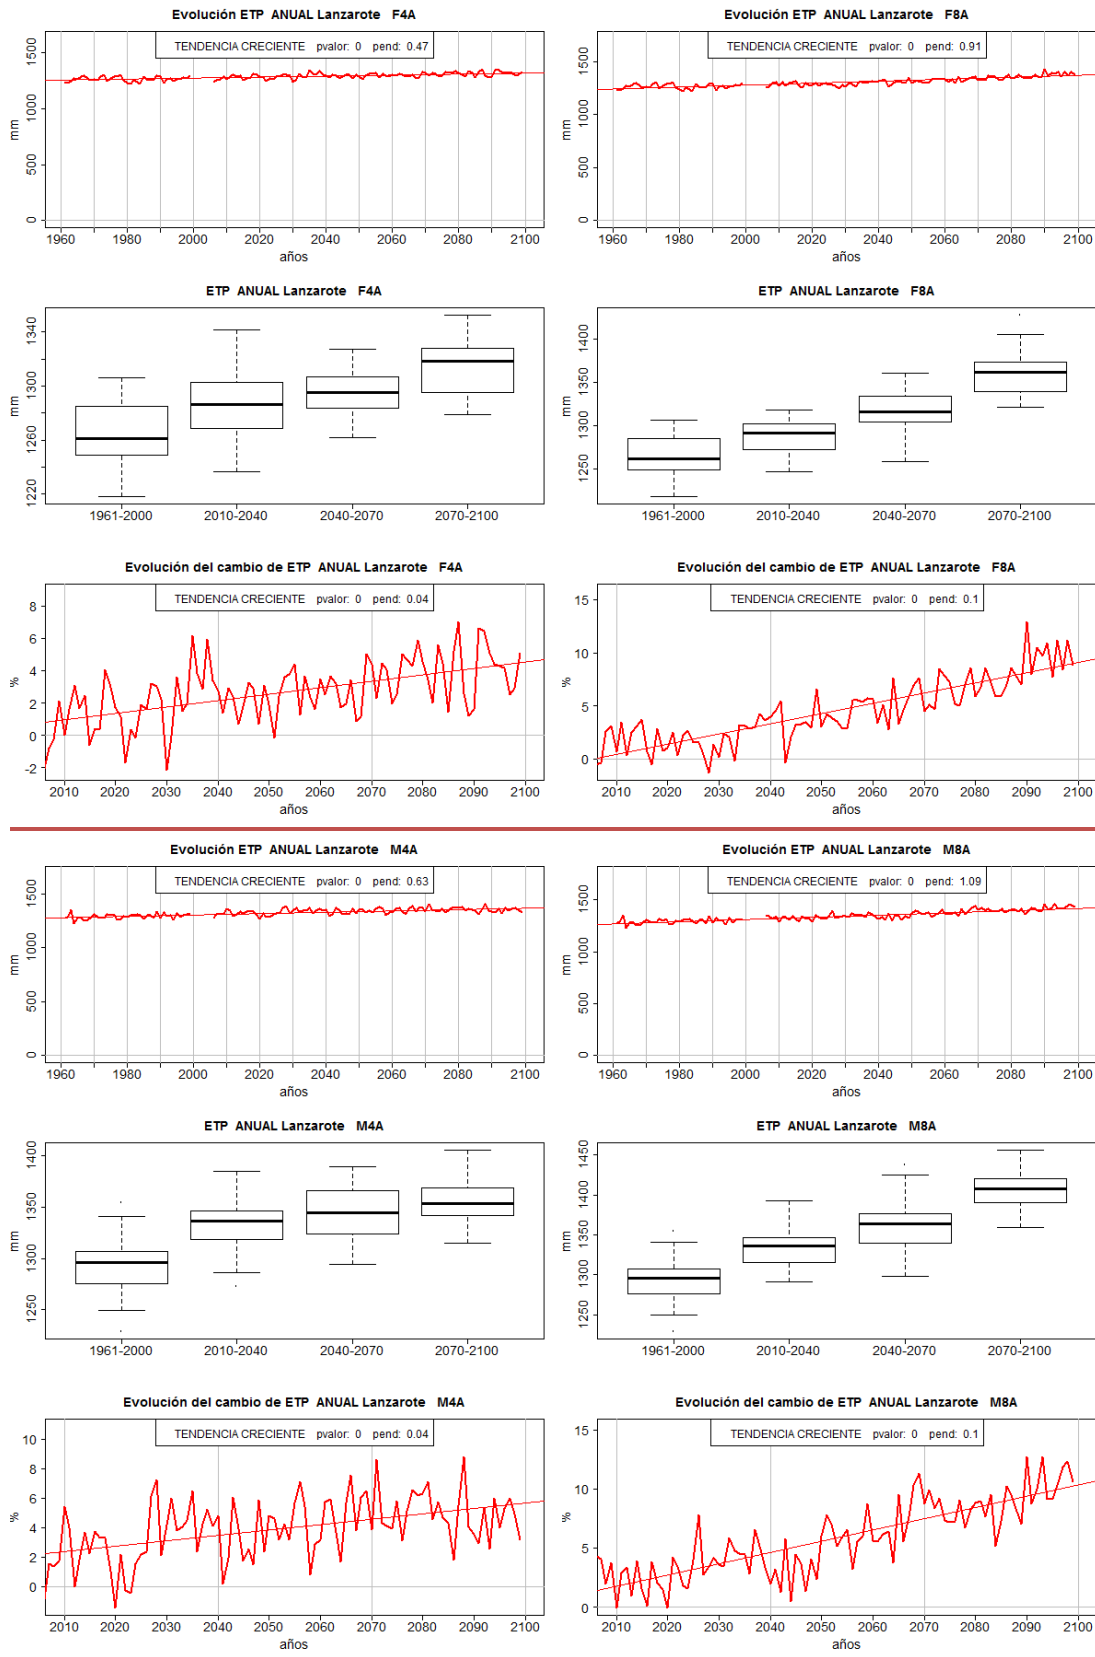 Evolución ETP ANUAL Lanzarote F4A
TENDENCIA CRECIENTE pvalor: 0 pend: 0.47
mm
0 500 1000 1500
1960 1980 2000 2020 2040 2060 2080 2100
años
Evolución ETP ANUAL Lanzarote F8A
TENDENCIA CRECIENTE pvalor: 0 pend: 0.91
mm
0 500 1000 1500
1960 1980 2000 2020 2040 2060 2080 2100
años
ETP ANUAL Lanzarote F4A
mm
1220 1260 1300 1340
1961-2000 2010-2040 2040-2070 2070-2100
ETP ANUAL Lanzarote F8A
mm
1250 1300 1350 1400
1961-2000 2010-2040 2040-2070 2070-2100
Evolución del cambio de ETP ANUAL Lanzarote F4A
TENDENCIA CRECIENTE pvalor: 0 pend: 0.04
%
8
6
4
2
0
-2
2010 2020 2030 2040 2050 2060 2070 2080 2090 2100
años
Evolución del cambio de ETP ANUAL Lanzarote F8A
TENDENCIA CRECIENTE pvalor: 0 pend: 0.1
%
15
10
5
0
2010 2020 2030 2040 2050 2060 2070 2080 2090 2100
años
Evolución ETP ANUAL Lanzarote M4A
TENDENCIA CRECIENTE pvalor: 0 pend: 0.63
mm
0 500 1000 1500
1960 1980 2000 2020 2040 2060 2080 2100
años
Evolución ETP ANUAL Lanzarote M8A
TENDENCIA CRECIENTE pvalor: 0 pend: 1.09
mm
0 500 1000 1500
1960 1980 2000 2020 2040 2060 2080 2100
años
ETP ANUAL Lanzarote M4A
mm
1250 1300 1350 1400
1961-2000 2010-2040 2040-2070 2070-2100
ETP ANUAL Lanzarote M8A
mm
1250 1300 1350 1400 1450
1961-2000 2010-2040 2040-2070 2070-2100
Evolución del cambio de ETP ANUAL Lanzarote M4A
TENDENCIA CRECIENTE pvalor: 0 pend: 0.04
%
10
8
6
4
2
0
2010 2020 2030 2040 2050 2060 2070 2080 2090 2100
años
Evolución del cambio de ETP ANUAL Lanzarote M8A
TENDENCIA CRECIENTE pvalor: 0 pend: 0.1
%
15
10
5
0
2010 2020 2030 2040 2050 2060 2070 2080 2090 2100
años